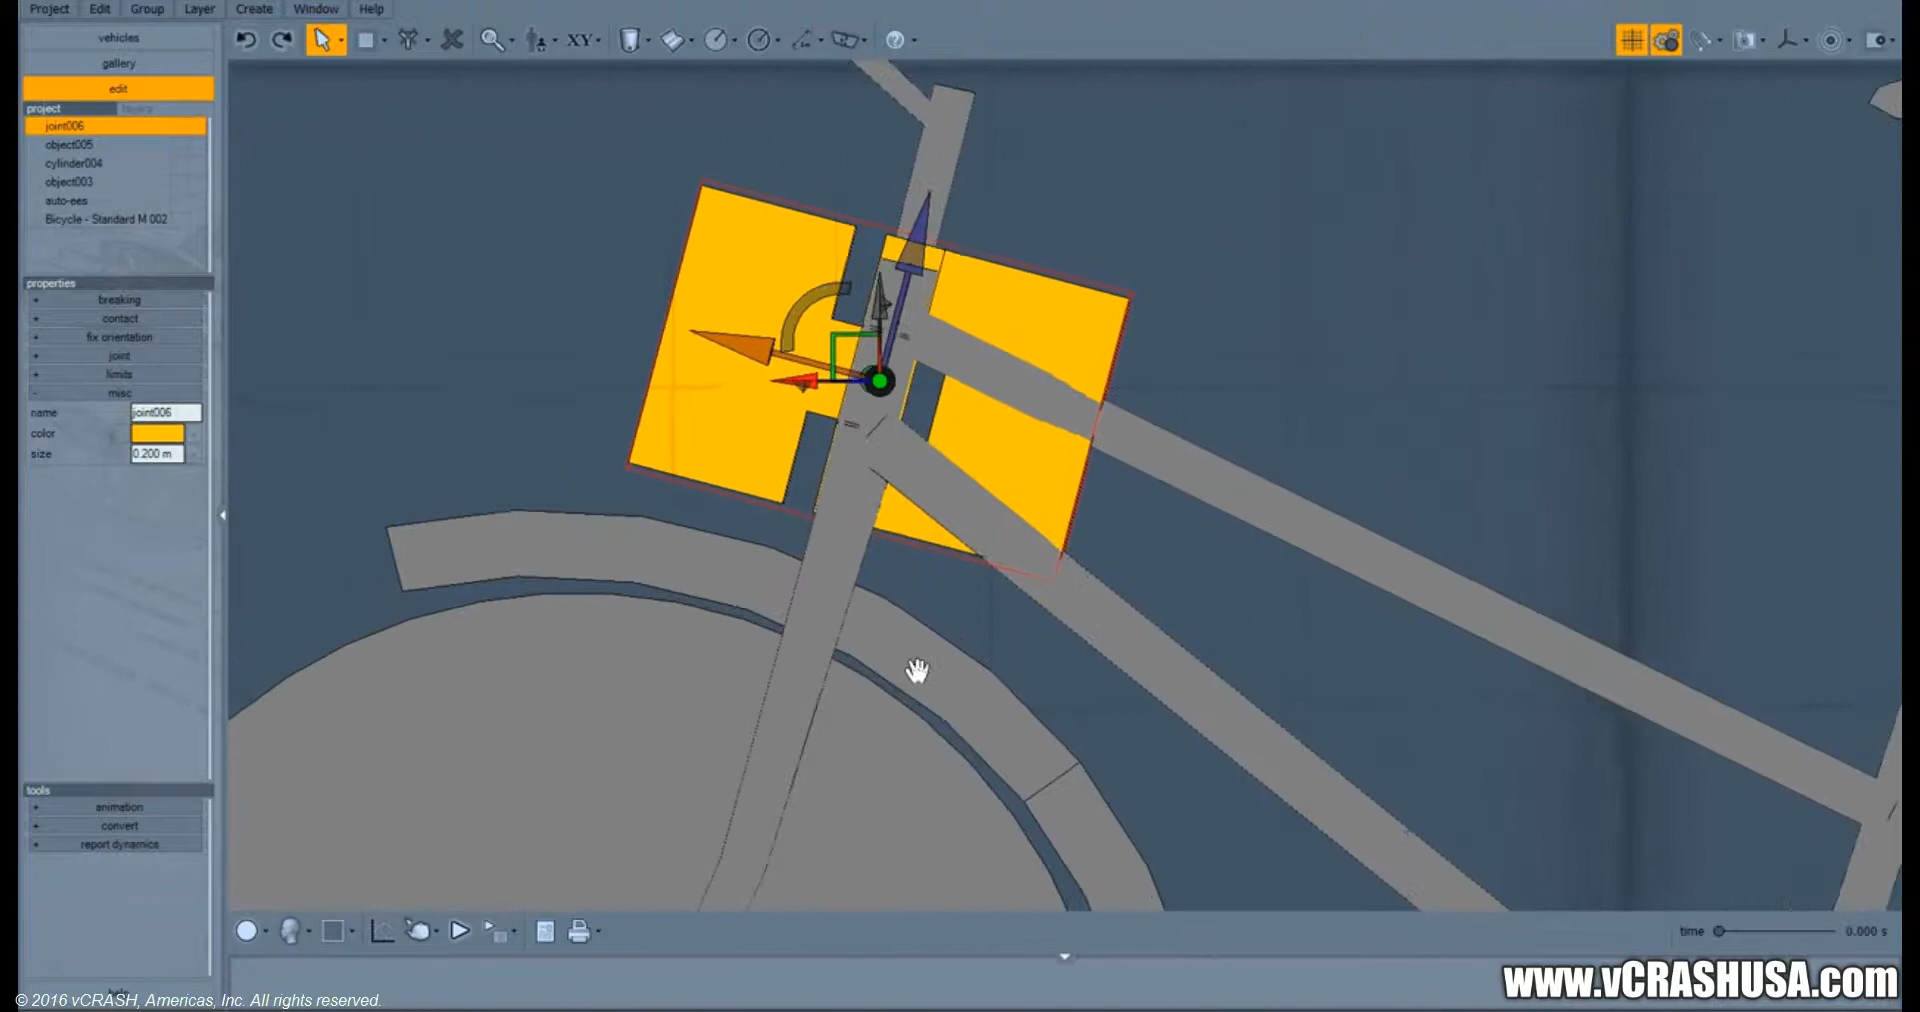 Project Edit Group Layer Create Window Help
vehicles
gallery
edit
project layers
joint006
object005
cylinder004
object003
auto-ees
Bicycle - Standard M 002
properties
+ breaking
+ contact
+ fix orientation
+ joint
+ limits
- misc
name joint006
color
size 0.200 m
XY
?
tools
+ animation
+ convert
+ report dynamics
help
time 0.000 s
www.vCRASHUSA.com
© 2016 vCRASH, Americas, Inc. All rights reserved.